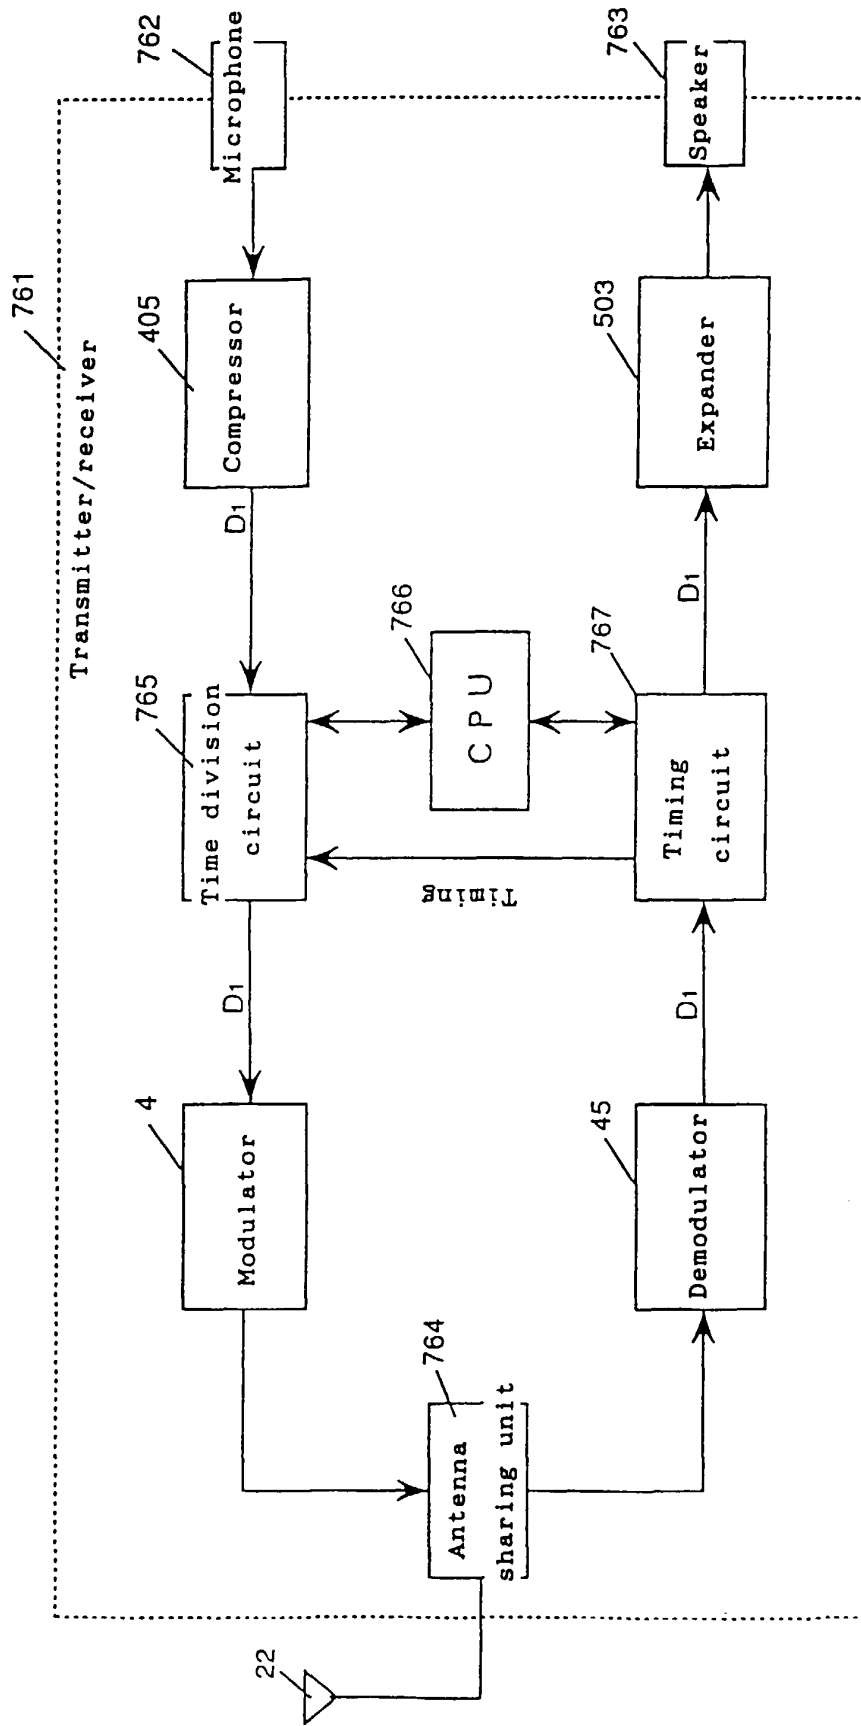 761
Transmitter/receiver
22
764
Antenna
sharing unit
4
Modulator
D1
765
Time division
circuit
D1
405
Compressor
762
Microphone
766
CPU
Timing
45
Demodulator
D1
767
Timing
circuit
D1
503
Expander
763
Speaker